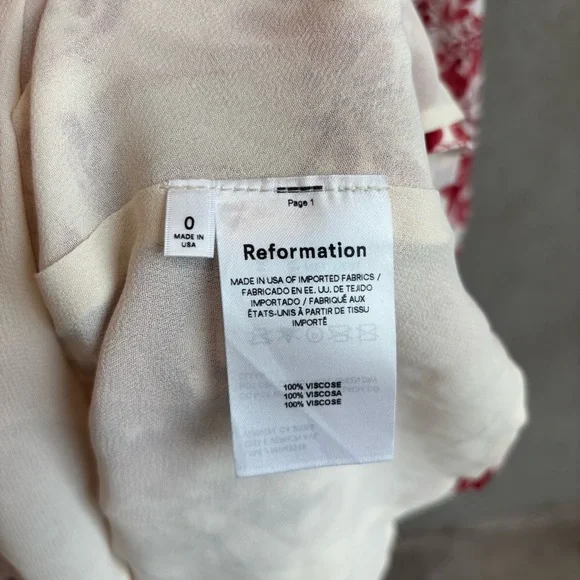 0
MADE IN
USA
Page 1
Reformation
MADE IN USA OF IMPORTED FABRICS /
FABRICADO EN EE. UU. DE TEJIDO
IMPORTADO / FABRIQUÉ AUX
ÉTATS-UNIS À PARTIR DE TISSU
IMPORTÉ
100% VISCOSE
100% VISCOSA
100% VISCOSE